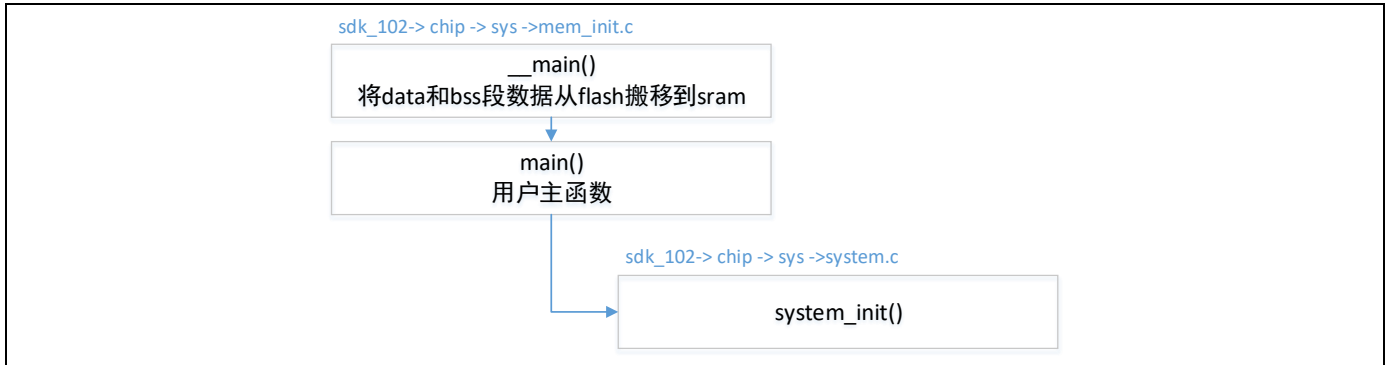 sdk_102-> chip -> sys ->mem_init.c
__main()
将data和bss段数据从flash搬移到sram
main()
用户主函数
sdk_102-> chip -> sys ->system.c
system_init()